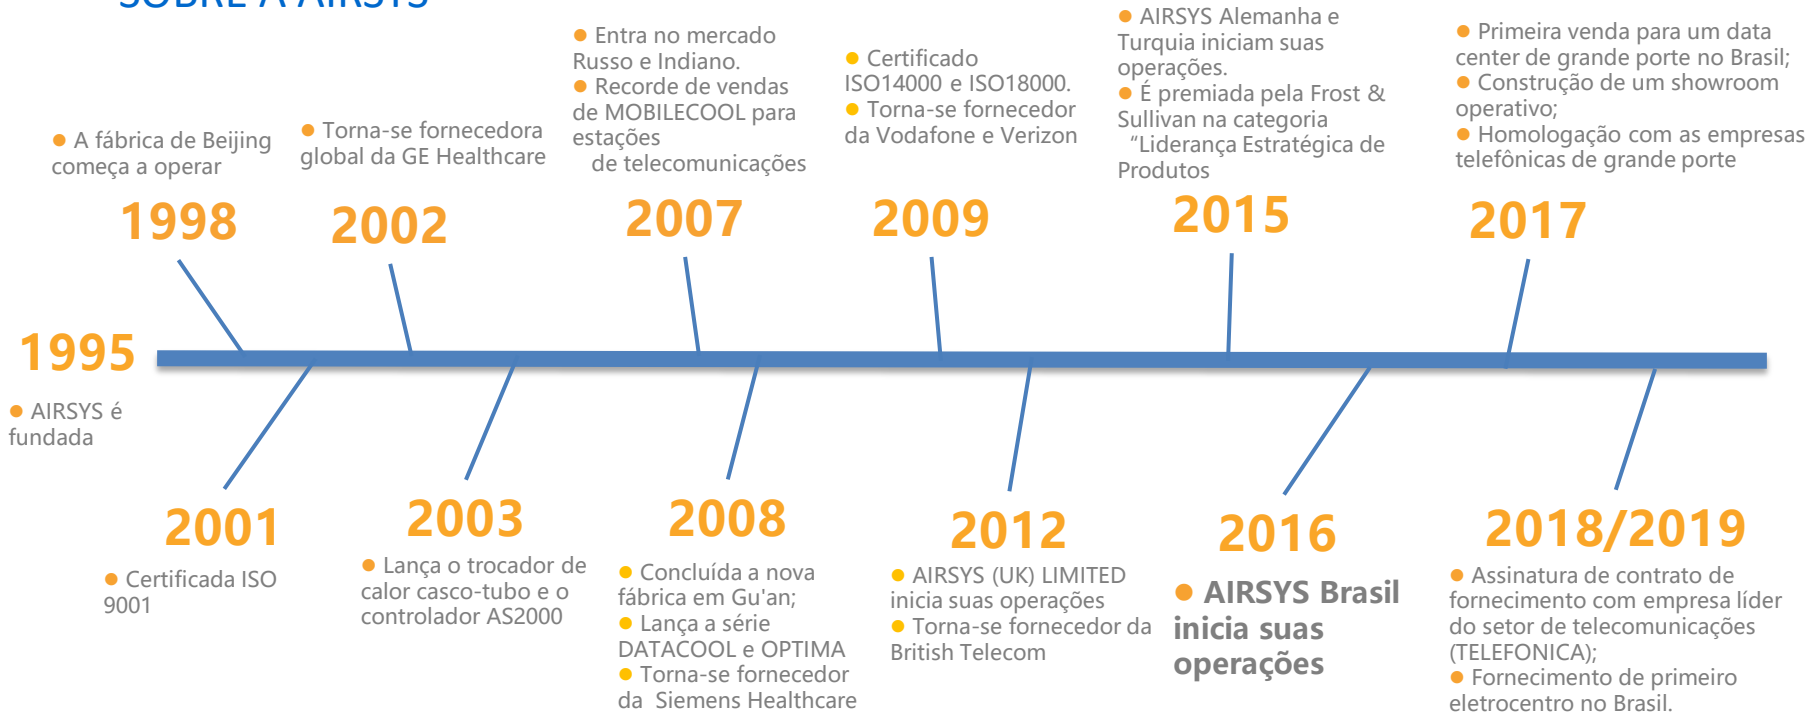 SOBRE A AIRSYS
1995
● AIRSYS é
fundada
● A fábrica de Beijing
começa a operar
1998
2001
● Certificada ISO
9001
● Torna-se fornecedora
global da GE Healthcare
2002
2003
● Lança o trocador de
calor casco-tubo e o
controlador AS2000
● Entra no mercado
Russo e Indiano.
● Recorde de vendas
de MOBILECOOL para
estações
de telecomunicações
2007
2008
● Concluída a nova
fábrica em Gu'an;
● Lança a série
DATACOOL e OPTIMA
● Torna-se fornecedor
da Siemens Healthcare
● Certificado
ISO14000 e ISO18000.
● Torna-se fornecedor
da Vodafone e Verizon
2009
2012
● AIRSYS (UK) LIMITED
inicia suas operações
● Torna-se fornecedor da
British Telecom
● AIRSYS Alemanha e
Turquia iniciam suas
operações.
● É premiada pela Frost &
Sullivan na categoria
“Liderança Estratégica de
Produtos
2015
2016
● AIRSYS Brasil
inicia suas
operações
● Primeira venda para um data
center de grande porte no Brasil;
● Construção de um showroom
operativo;
● Homologação com as empresas
telefônicas de grande porte
2017
2018/2019
● Assinatura de contrato de
fornecimento com empresa líder
do setor de telecomunicações
(TELEFONICA);
● Fornecimento de primeiro
eletrocentro no Brasil.